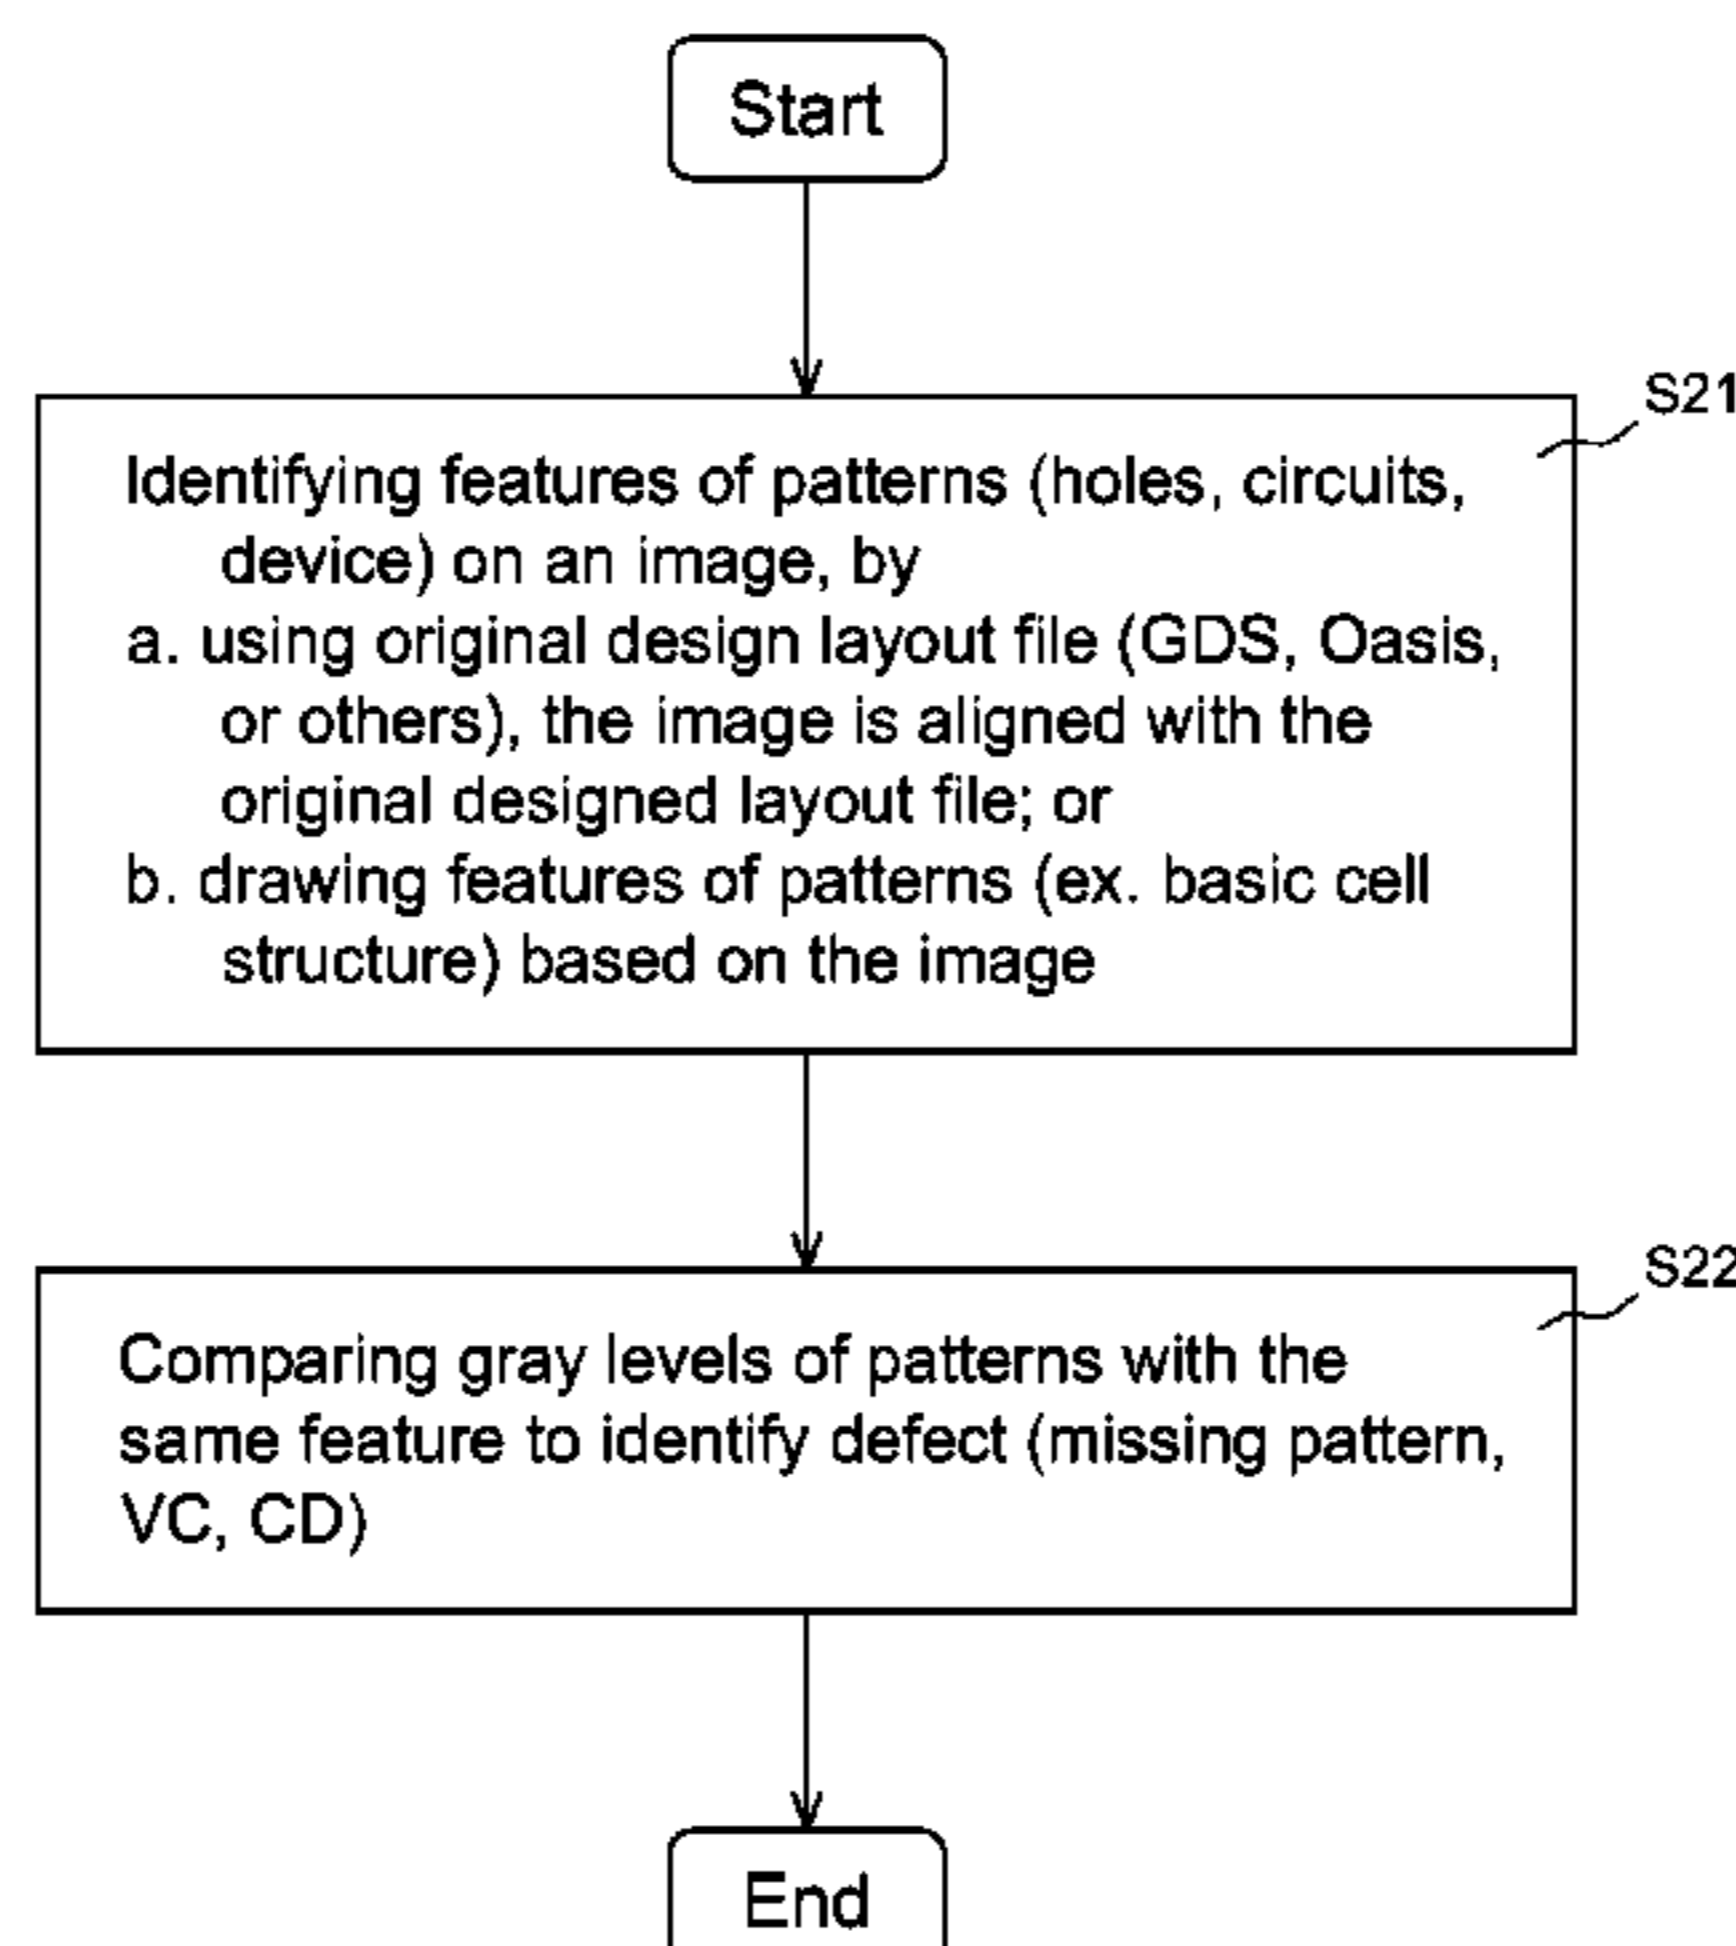 Start
S21
Identifying features of patterns (holes, circuits,
device) on an image, by
a. using original design layout file (GDS, Oasis,
or others), the image is aligned with the
original designed layout file; or
b. drawing features of patterns (ex. basic cell
structure) based on the image
S22
Comparing gray levels of patterns with the
same feature to identify defect (missing pattern,
VC, CD)
End